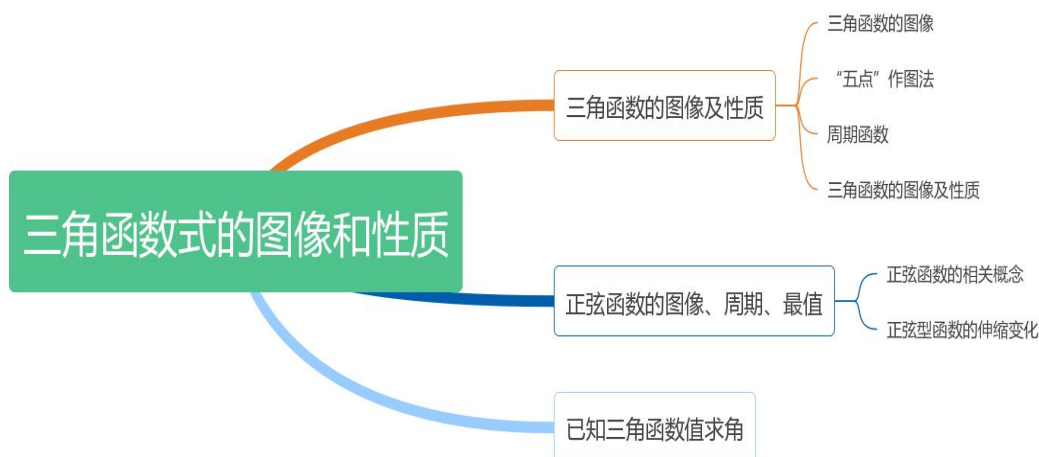 三角函数式的图像和性质
三角函数的图像及性质
三角函数的图像
“五点”作图法
周期函数
三角函数的图像及性质
正弦函数的图像、周期、最值
正弦函数的相关概念
正弦型函数的伸缩变化
已知三角函数值求角